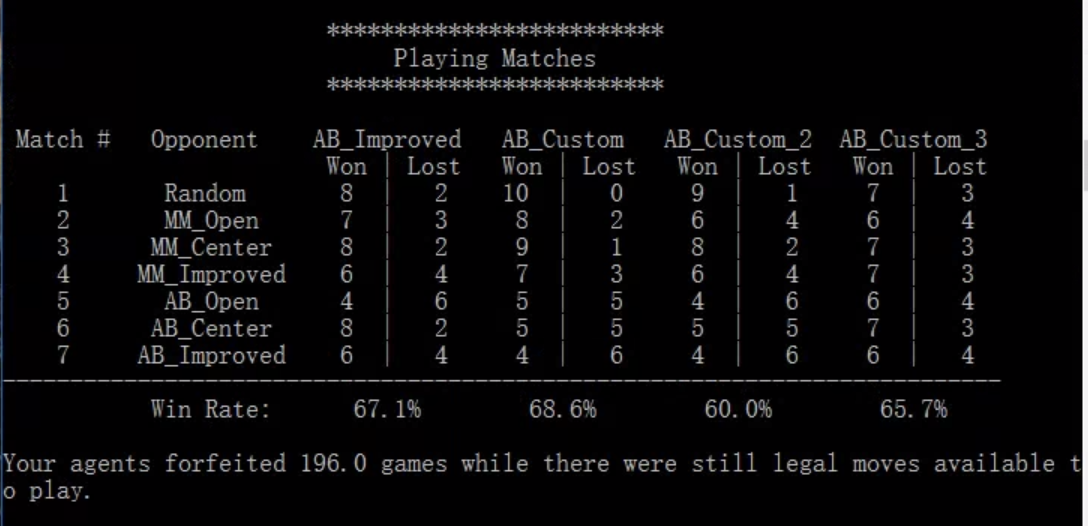 *************************
Playing Matches
*************************
Match # Opponent AB_Improved AB_Custom AB_Custom_2 AB_Custom_3
Won | Lost Won | Lost Won | Lost Won | Lost
1 Random 8 | 2 10 | 0 9 | 1 7 | 3
2 MM_Open 7 | 3 8 | 2 6 | 4 6 | 4
3 MM_Center 8 | 2 9 | 1 8 | 2 7 | 3
4 MM_Improved 6 | 4 7 | 3 6 | 4 7 | 3
5 AB_Open 4 | 6 5 | 5 4 | 6 6 | 4
6 AB_Center 8 | 2 5 | 5 5 | 5 7 | 3
7 AB_Improved 6 | 4 4 | 6 4 | 6 6 | 4
--------------------------------------------------------------------------
Win Rate: 67.1% 68.6% 60.0% 65.7%
Your agents forfeited 196.0 games while there were still legal moves available t
o play.